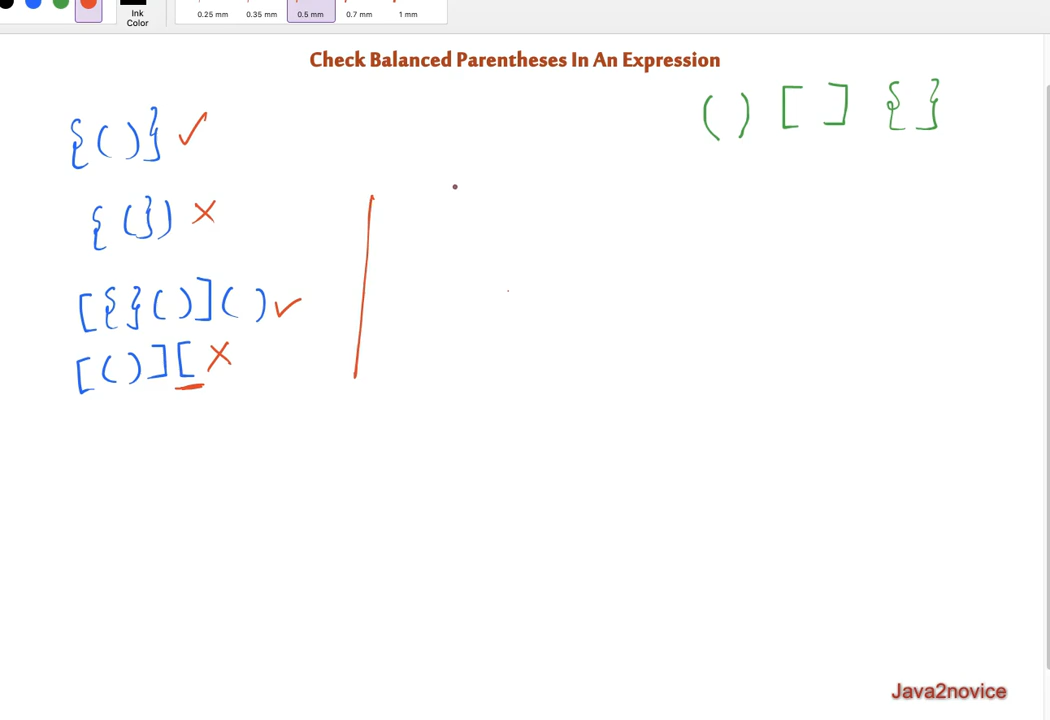 Ink
Color
0.25 mm 0.35 mm 0.5 mm 0.7 mm 1 mm
Check Balanced Parentheses In An Expression
( ) [ ] { }
{ ( ) } ✓
{ ( } ) ✗
[ { } ( ) ] ( ) ✓
[ ( ) ] [ ✗
Java2novice